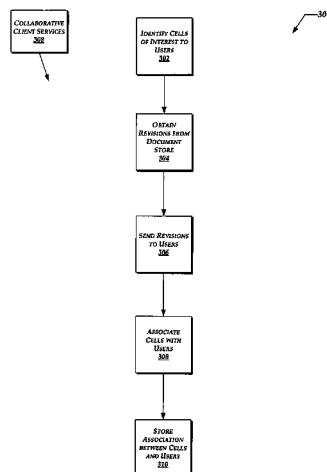 COLLABORATIVE
CLIENT SERVICES
302
30
IDENTIFY CELLS
OF INTEREST TO
USERS
302
OBTAIN
REVISIONS FROM
DOCUMENT
STORE
304
SEND REVISIONS
TO USERS
306
ASSOCIATE
CELLS WITH
USERS
308
STORE
ASSOCIATION
BETWEEN CELLS
AND USERS
310